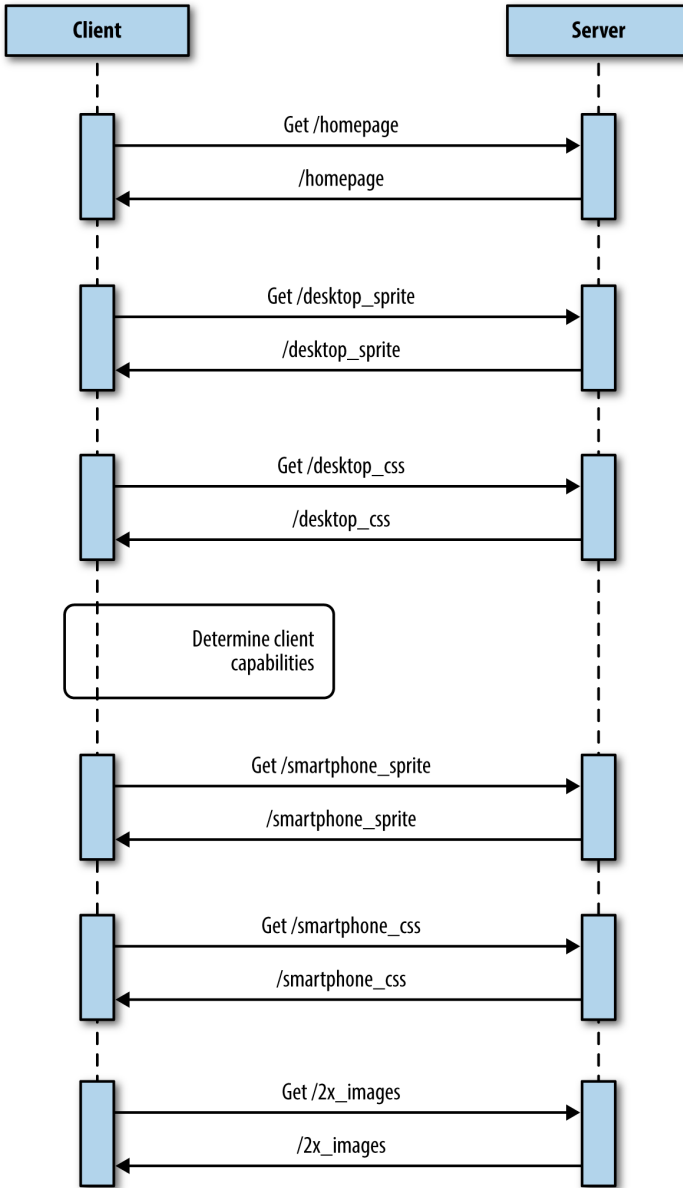 Client
Server
Get /homepage
/homepage
Get /desktop_sprite
/desktop_sprite
Get /desktop_css
/desktop_css
Determine client
capabilities
Get /smartphone_sprite
/smartphone_sprite
Get /smartphone_css
/smartphone_css
Get /2x_images
/2x_images